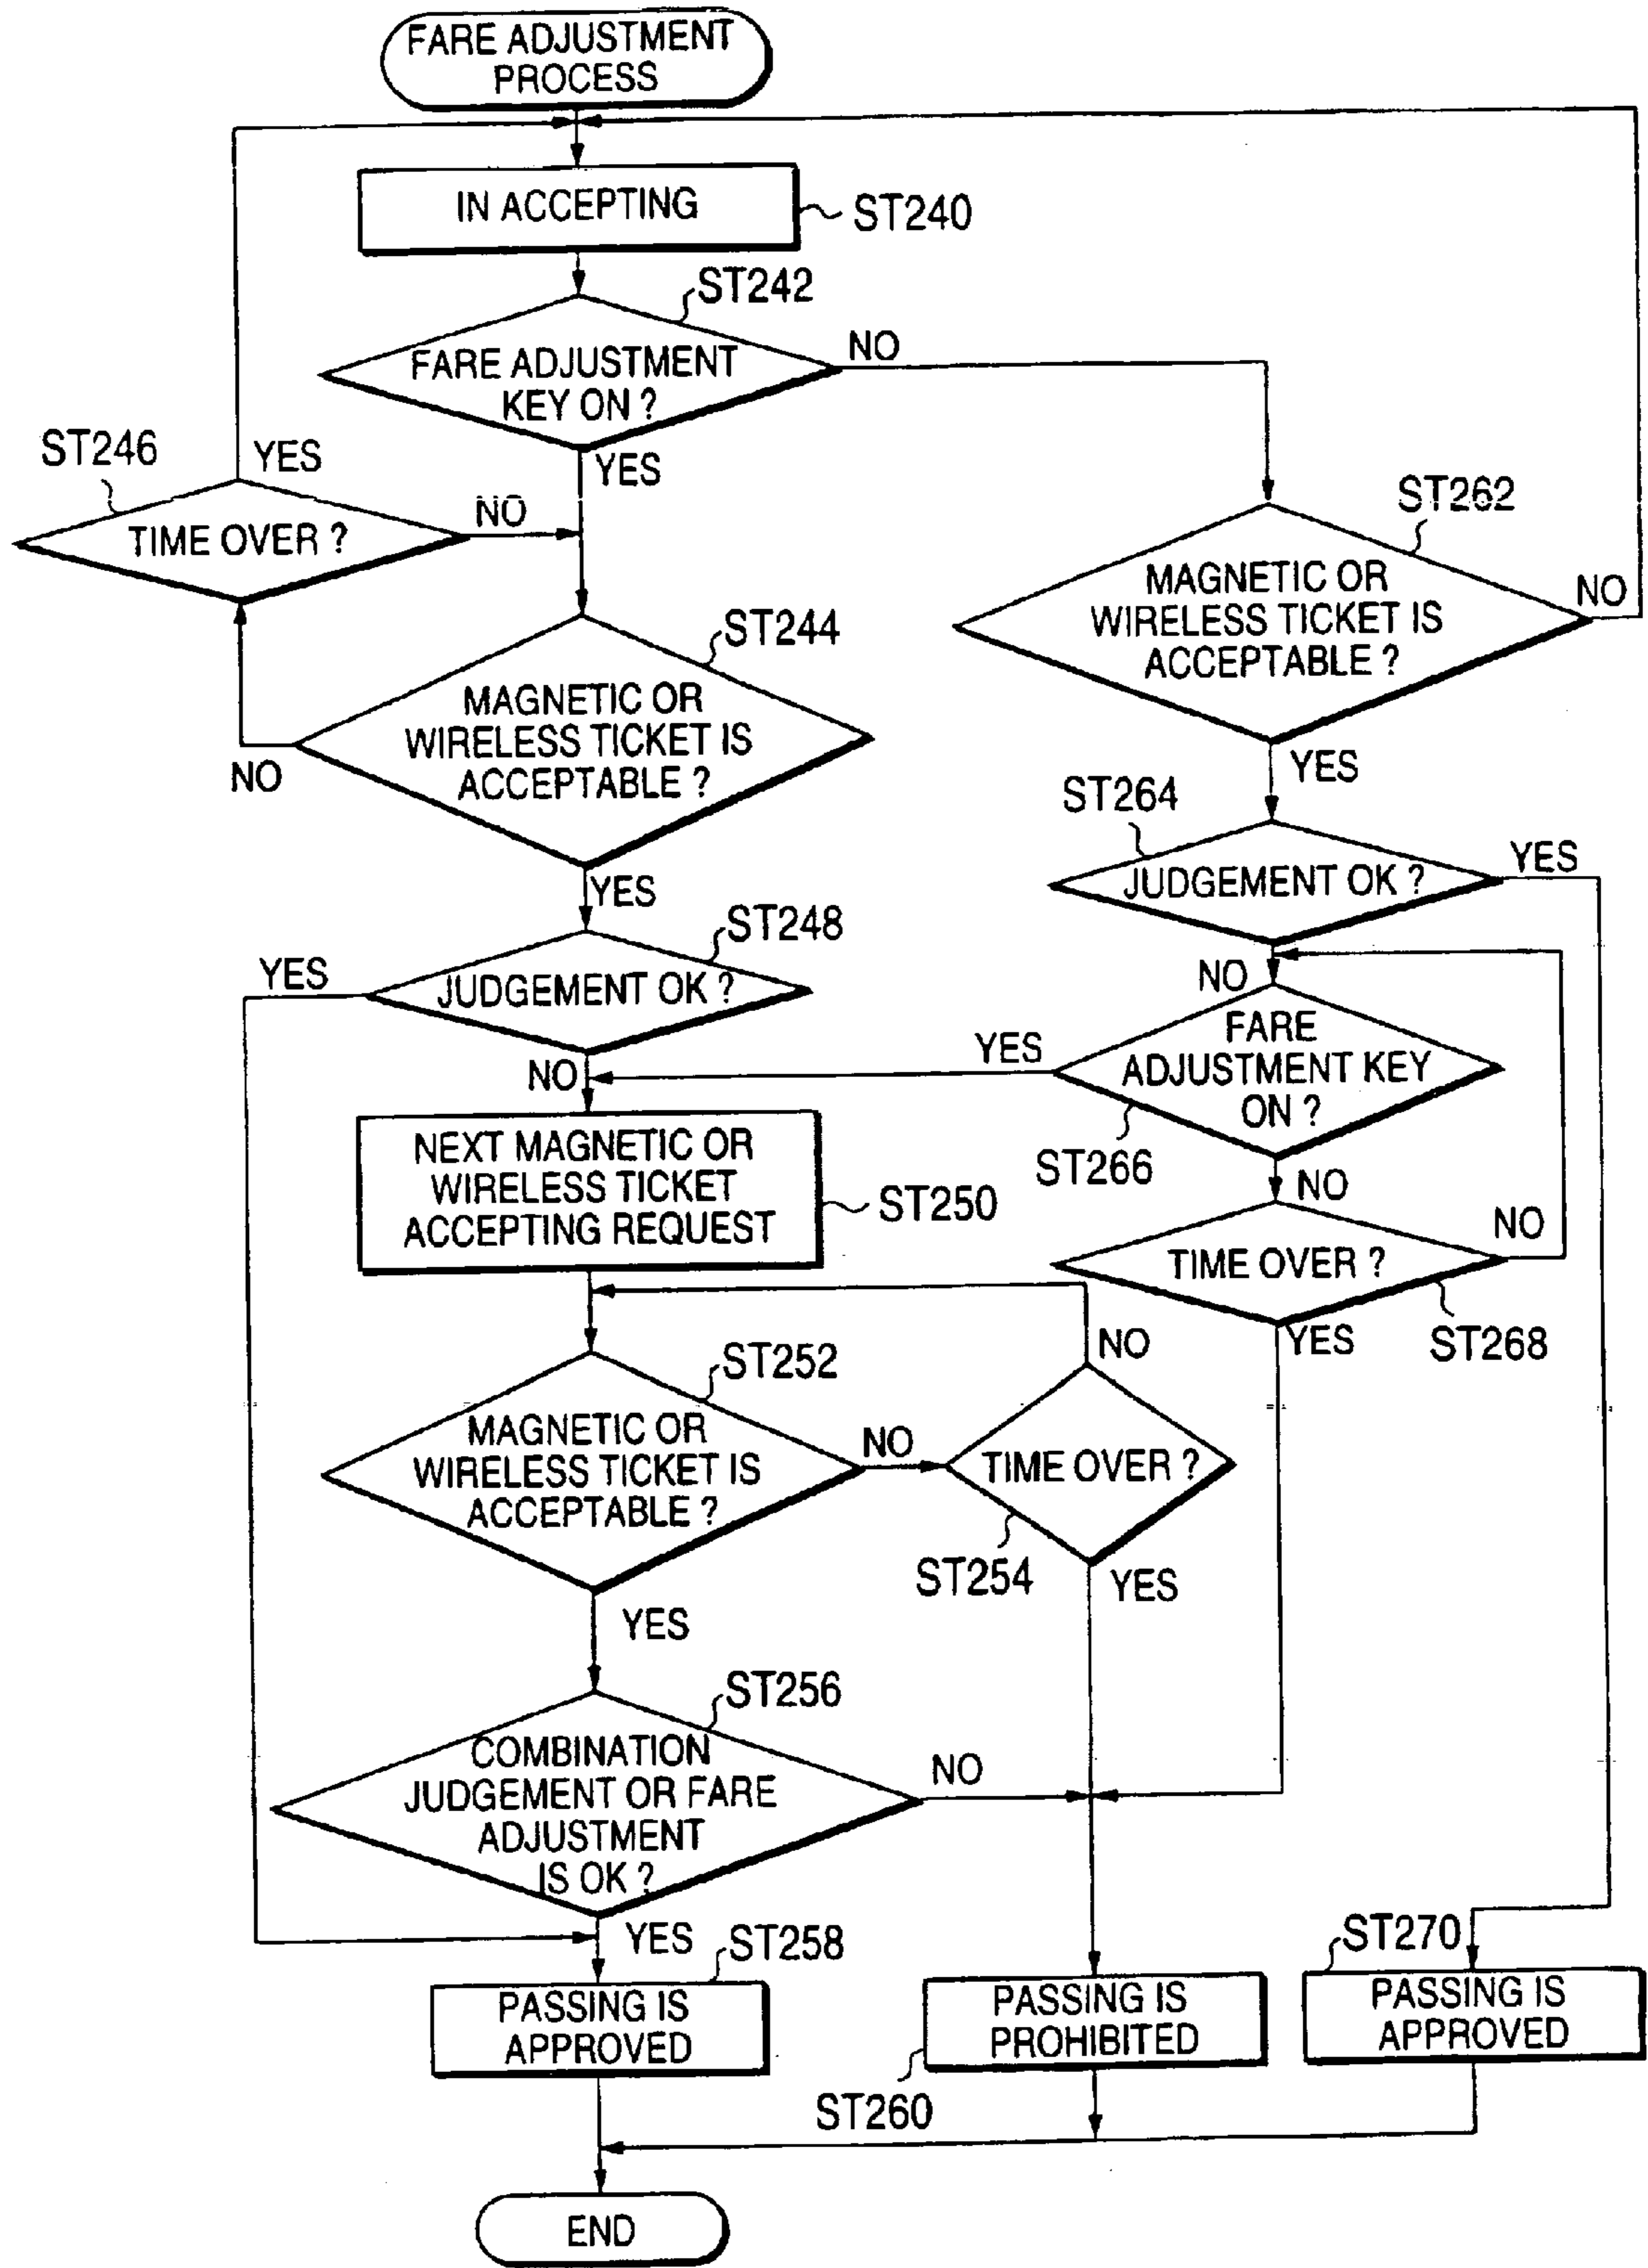 FARE ADJUSTMENT
PROCESS
IN ACCEPTING
ST240
ST242
FARE ADJUSTMENT
KEY ON ?
NO
YES
ST246
YES
TIME OVER ?
NO
ST262
MAGNETIC OR
WIRELESS TICKET IS
ACCEPTABLE ?
NO
YES
ST244
MAGNETIC OR
WIRELESS TICKET IS
ACCEPTABLE ?
NO
YES
ST264
JUDGEMENT OK ?
YES
NO
ST248
JUDGEMENT OK ?
YES
NO
FARE
ADJUSTMENT KEY
ON ?
YES
ST266
NO
NEXT MAGNETIC OR
WIRELESS TICKET
ACCEPTING REQUEST
ST250
TIME OVER ?
NO
YES
ST268
ST252
MAGNETIC OR
WIRELESS TICKET IS
ACCEPTABLE ?
NO
YES
NO
TIME OVER ?
ST254
YES
ST256
COMBINATION
JUDGEMENT OR FARE
ADJUSTMENT
IS OK ?
NO
YES
ST258
PASSING IS
APPROVED
PASSING IS
PROHIBITED
ST260
ST270
PASSING IS
APPROVED
END